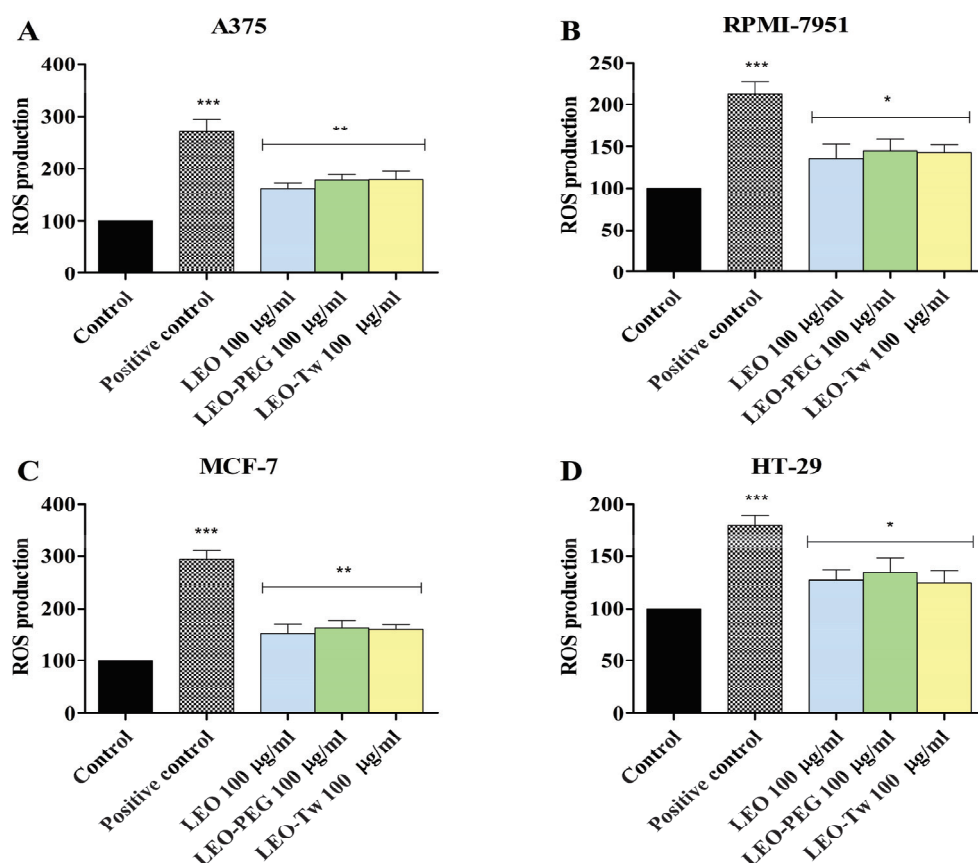 A
A375
ROS production
400
300
200
100
0
***
**
Control
Positive control
LEO 100 µg/ml
LEO-PEG 100 µg/ml
LEO-Tw 100 µg/ml
B
RPMI-7951
ROS production
250
200
150
100
50
0
***
*
Control
Positive control
LEO 100 µg/ml
LEO-PEG 100 µg/ml
LEO-Tw 100 µg/ml
C
MCF-7
ROS production
400
300
200
100
0
***
**
Control
Positive control
LEO 100 µg/ml
LEO-PEG 100 µg/ml
LEO-Tw 100 µg/ml
D
HT-29
ROS production
200
150
100
50
0
***
*
Control
Positive control
LEO 100 µg/ml
LEO-PEG 100 µg/ml
LEO-Tw 100 µg/ml